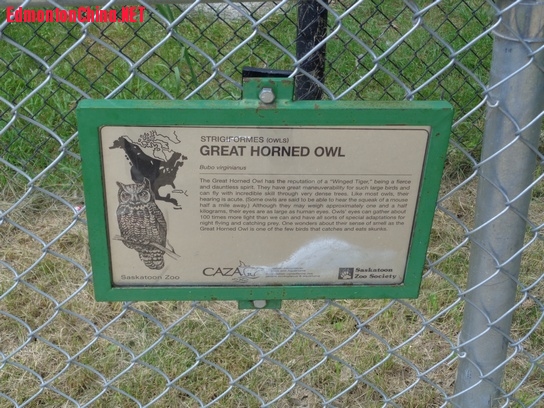 EdmontonChina.NET
STRIGIFORMES (OWLS)
GREAT HORNED OWL
Bubo virginianus
The Great Horned Owl has the reputation of a "Winged Tiger," being a fierce
and dauntless spirit. They have great maneuverability for such large birds and
can fly with incredible skill through very dense trees. Like most owls, their
hearing is acute. (Some owls are said to be able to hear the squeak of a mouse
half a mile away.) Although they may weigh approximately one and a half
kilograms, their eyes are as large as human eyes. Owls' eyes can gather about
100 times more light than we can and have all sorts of special adaptations for
night flying and catching prey. One wonders about their sense of smell as the
Great Horned Owl is one of the few birds that catches and eats skunks.
Saskatoon Zoo
CAZA
Saskatoon
Zoo Society